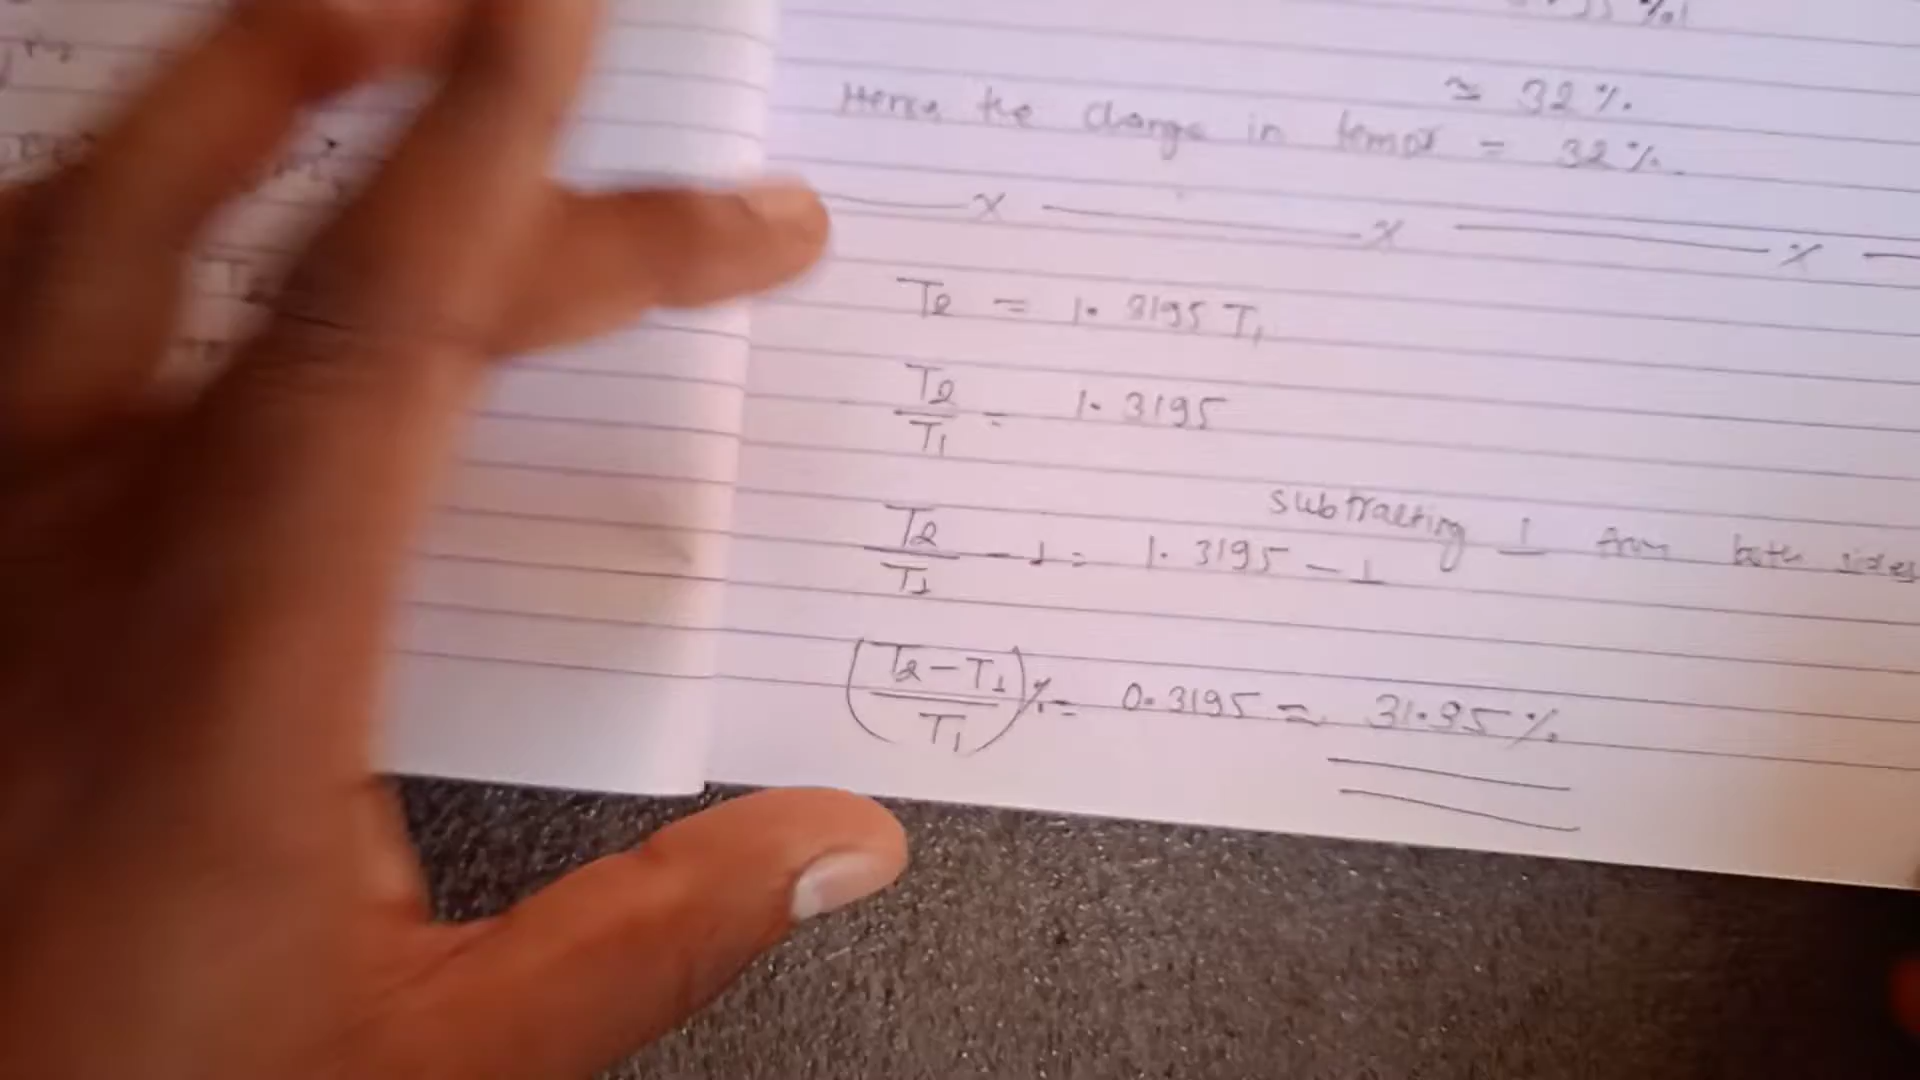 ≃ 32 %.
Hence the change in temp = 32 %.
x x x
T2 = 1.3195 T1
T2/T1 = 1.3195
subtracting 1 from both sides
T2/T1 - 1 = 1.3195 - 1
(T2 - T1/T1)% = 0.3195 = 31.95 %.